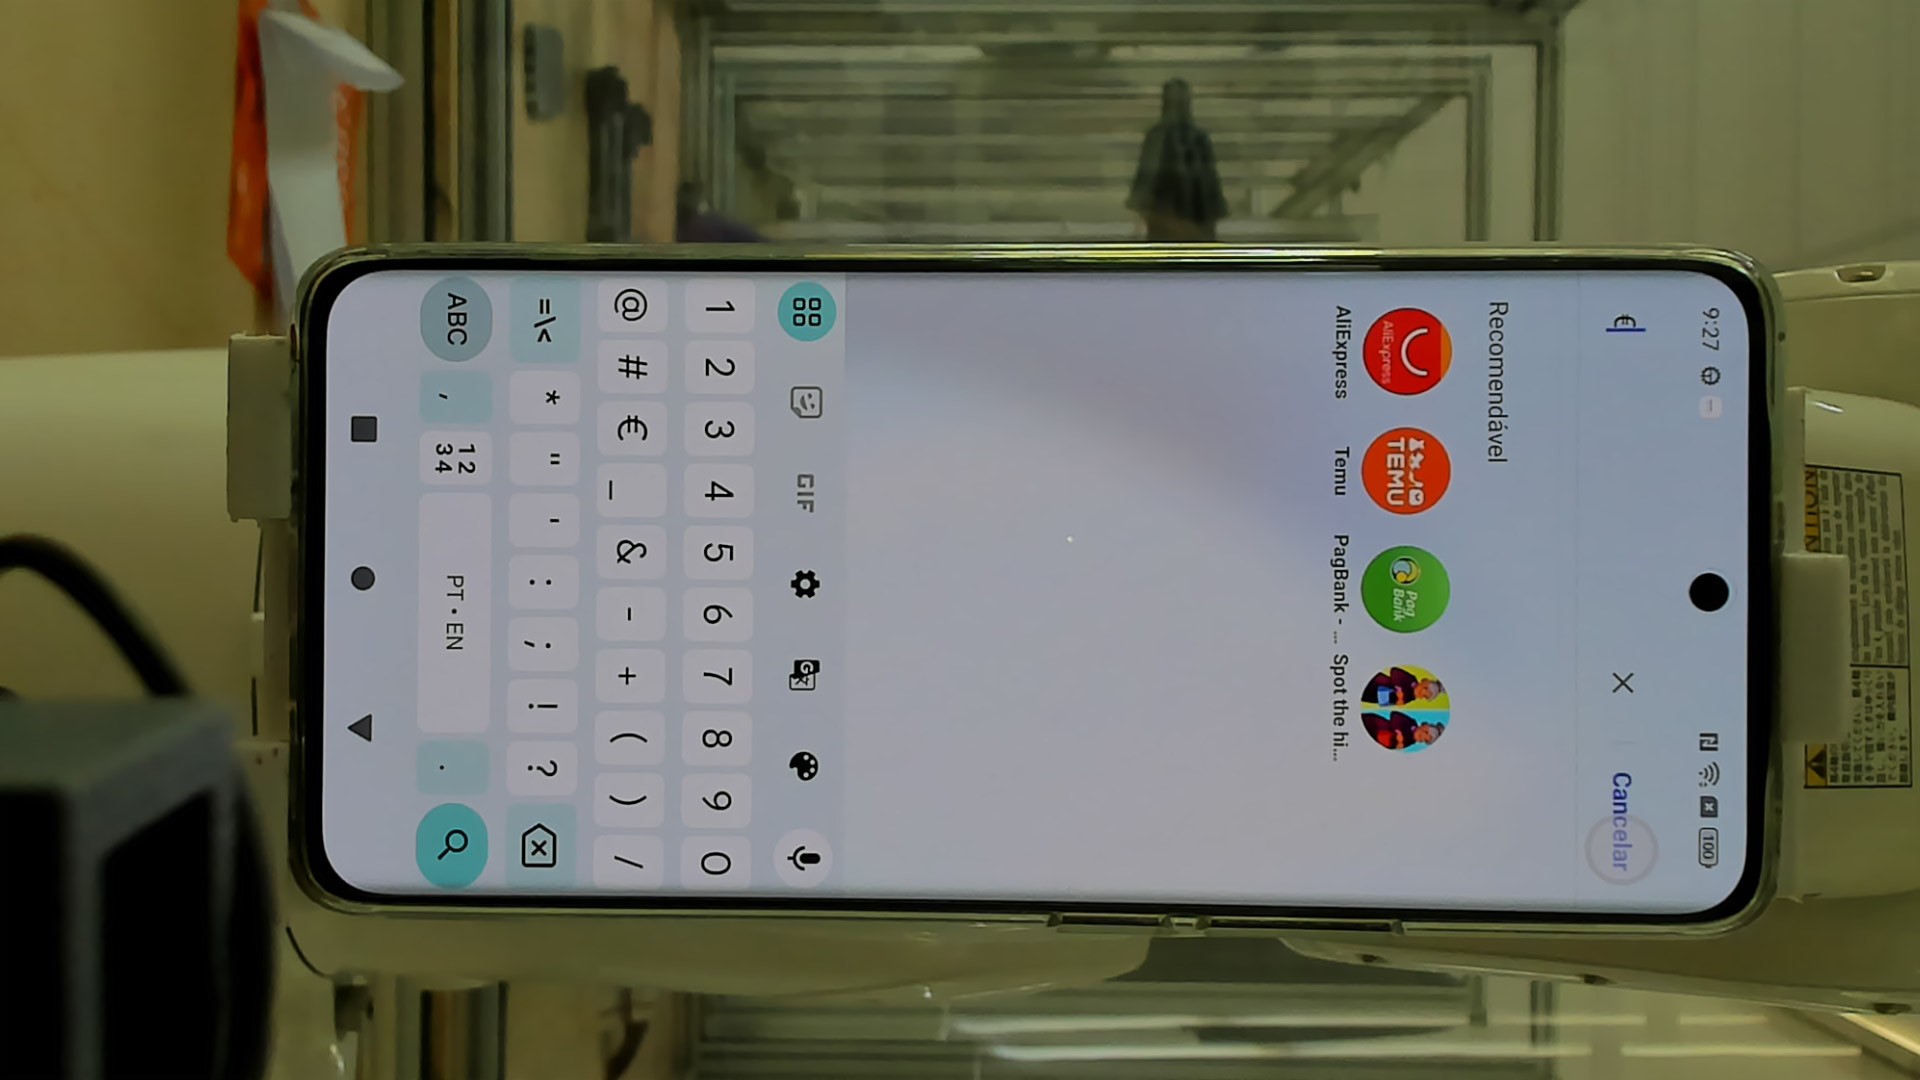 9:27
100
€
Cancelar
Recomendável
AliExpress
TEMU
Pag
Bank
AliExpress
Temu
PagBank - ...
Spot the hi...
GIF
1 2 3 4 5 6 7 8 9 0
@ # € _ & - + ( ) /
=\< * " ' : ; ! ?
ABC , 12
34 PT • EN .